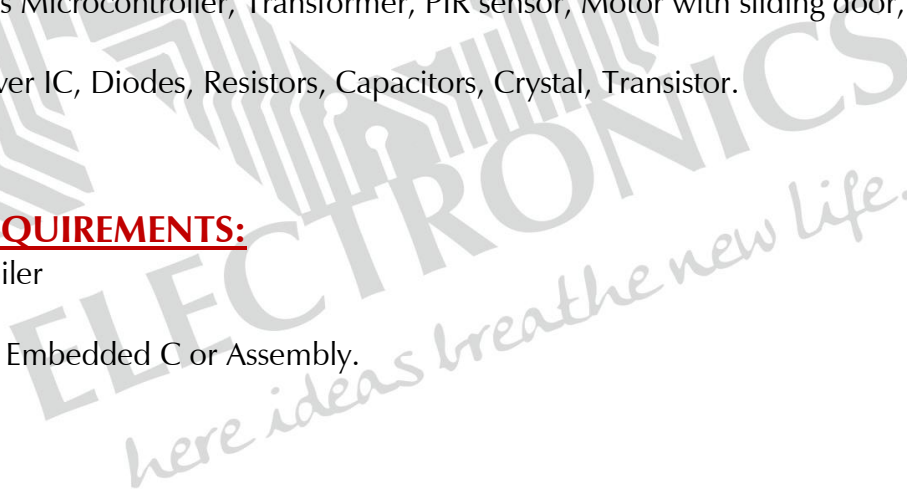 s Microcontroller, Transformer, PIR sensor, Motor with sliding door,
ver IC, Diodes, Resistors, Capacitors, Crystal, Transistor.
QUIREMENTS:
iler
Embedded C or Assembly.
ELECTRONICS
here ideas breathe new life.